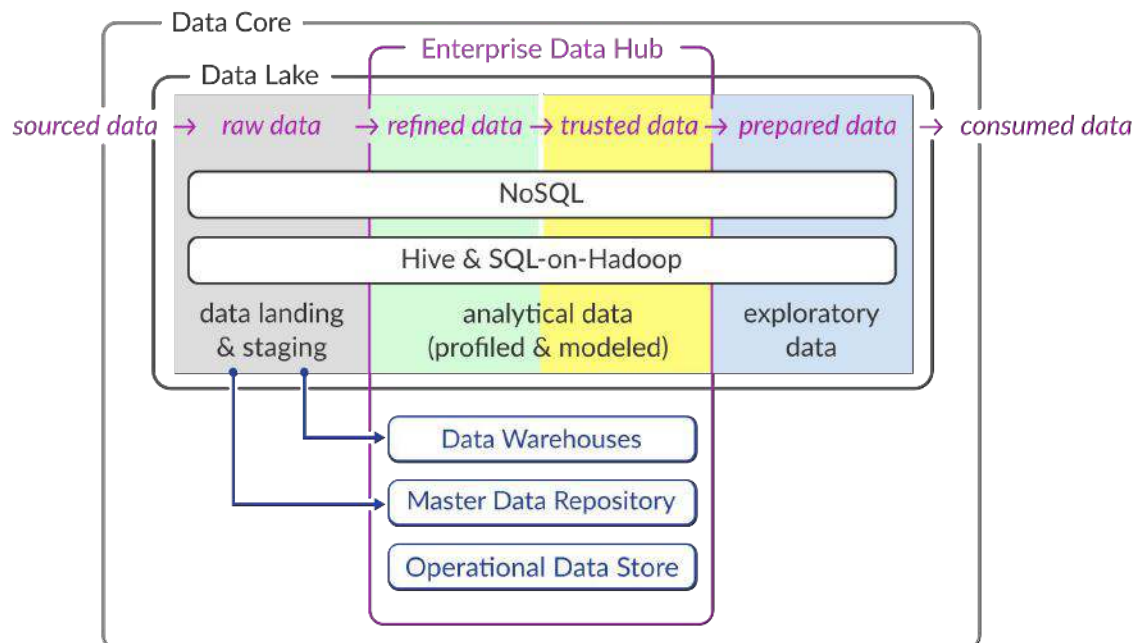 Data Core
Enterprise Data Hub
Data Lake
sourced data → raw data → refined data → trusted data → prepared data → consumed data
NoSQL
Hive & SQL-on-Hadoop
data landing
& staging
analytical data
(profiled & modeled)
exploratory
data
Data Warehouses
Master Data Repository
Operational Data Store